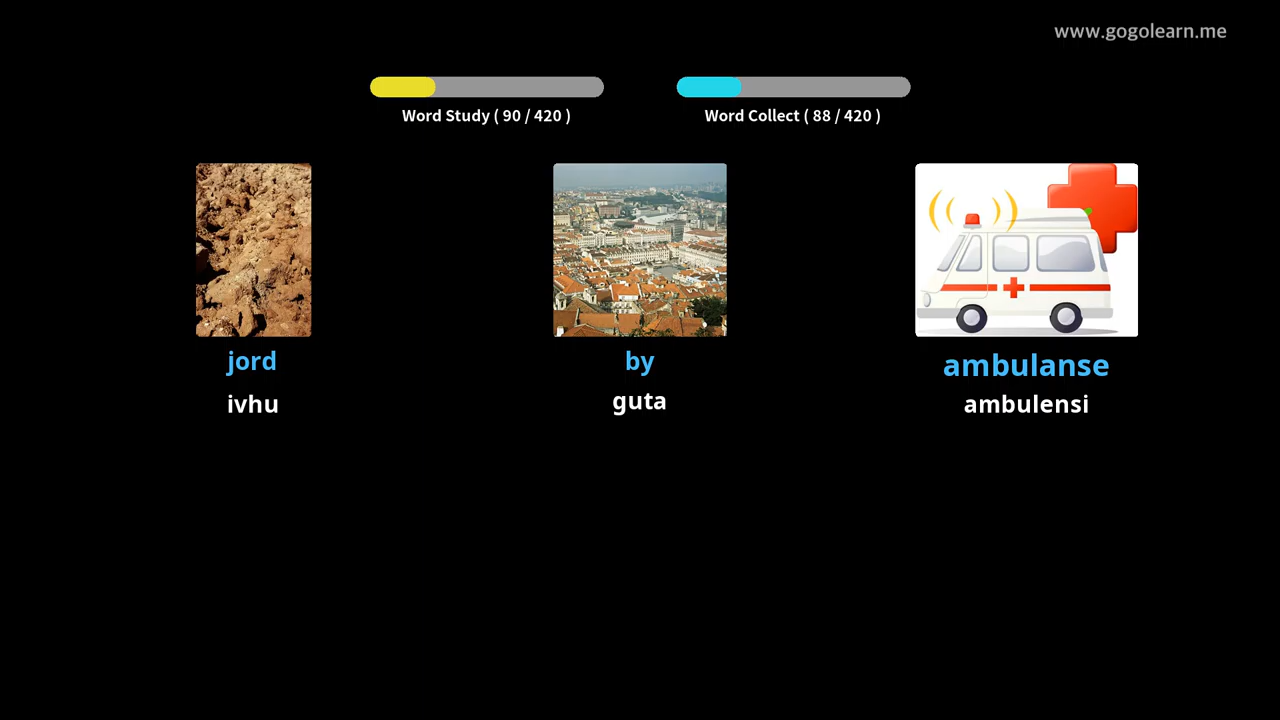 www.gogolearn.me
Word Study ( 90 / 420 )
Word Collect ( 88 / 420 )
jord
by
ambulanse
ivhu
guta
ambulensi